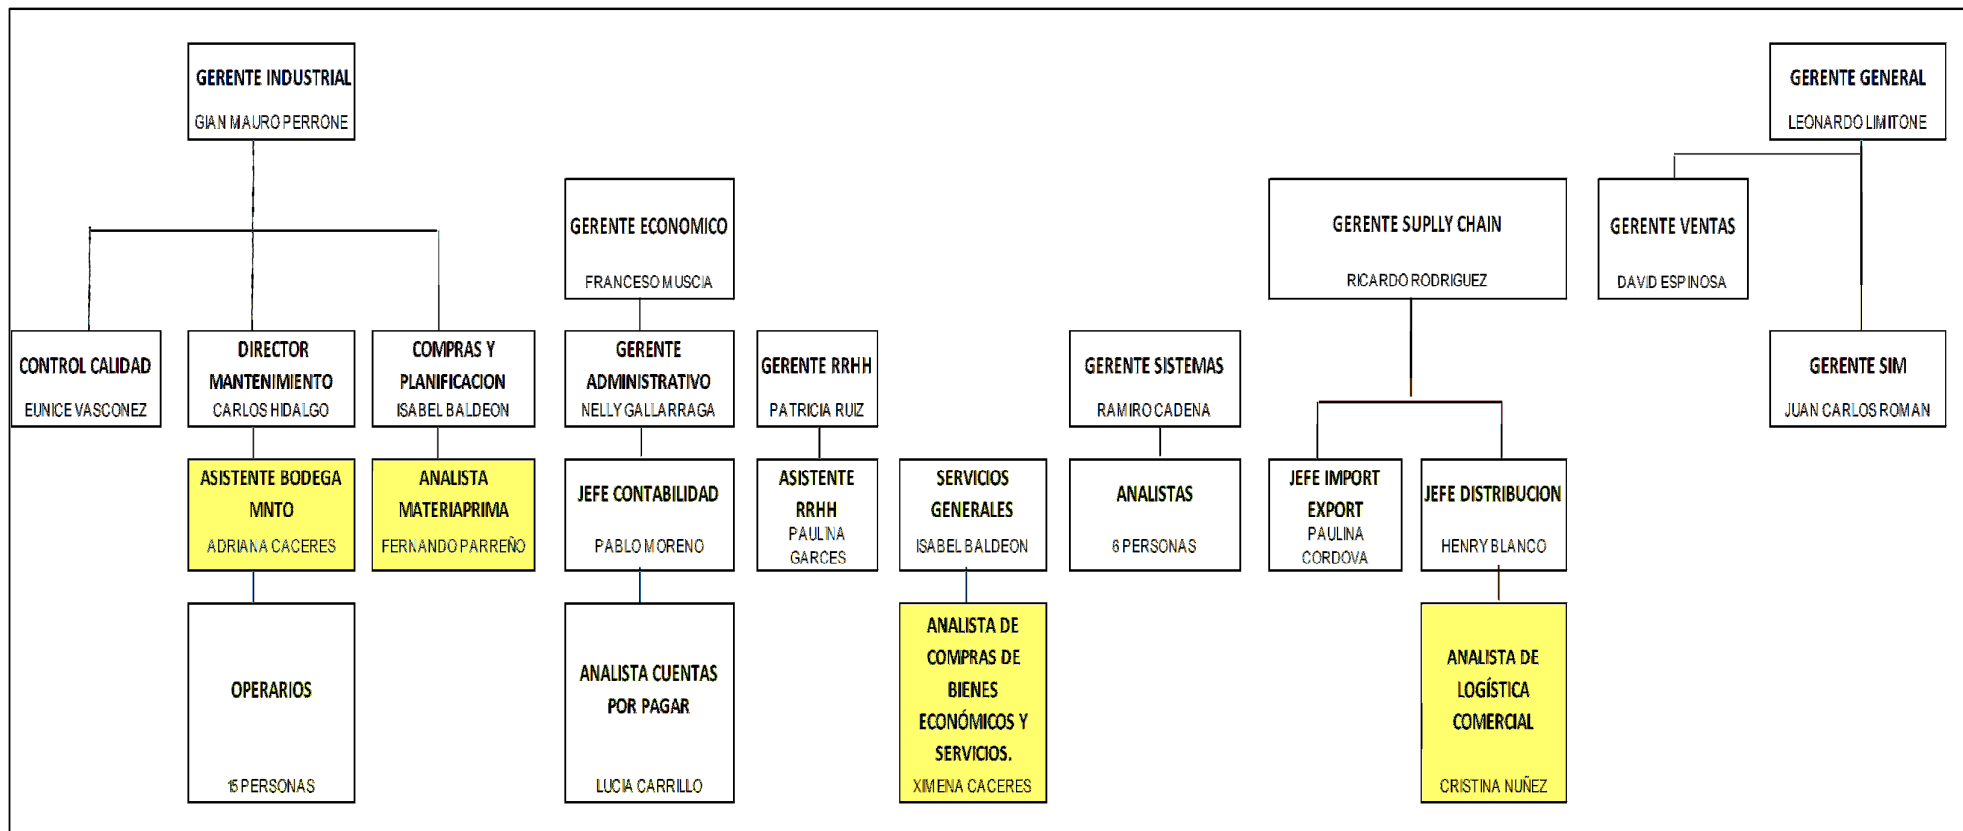 GERENTE INDUSTRIAL
GIAN MAURO PERRONE
GERENTE GENERAL
LEONARDO LIMITONE
GERENTE ECONOMICO
FRANCESO MUSCIA
GERENTE SUPLLY CHAIN
RICARDO RODRIGUEZ
GERENTE VENTAS
DAVID ESPINOSA
CONTROL CALIDAD
EUNICE VASCONEZ
DIRECTOR
MANTENIMIENTO
CARLOS HIDALGO
COMPRAS Y
PLANIFICACION
ISABEL BALDEON
GERENTE
ADMINISTRATIVO
NELLY GALLARRAGA
GERENTE RRHH
PATRICIA RUIZ
GERENTE SISTEMAS
RAMIRO CADENA
GERENTE SIM
JUAN CARLOS ROMAN
ASISTENTE BODEGA
MNTO
ADRIANA CACERES
ANALISTA
MATERIAPRIMA
FERNANDO PARREÑO
JEFE CONTABILIDAD
PABLO MORENO
ASISTENTE
RRHH
PAULINA
GARCES
SERVICIOS
GENERALES
ISABEL BALDEON
ANALISTAS
6 PERSONAS
JEFE IMPORT
EXPORT
PAULINA
CORDOVA
JEFE DISTRIBUCION
HENRY BLANCO
OPERARIOS
15 PERSONAS
ANALISTA CUENTAS
POR PAGAR
LUCIA CARRILLO
ANALISTA DE
COMPRAS DE
BIENES
ECONÓMICOS Y
SERVICIOS.
XIMENA CACERES
ANALISTA DE
LOGÍSTICA
COMERCIAL
CRISTINA NUÑEZ